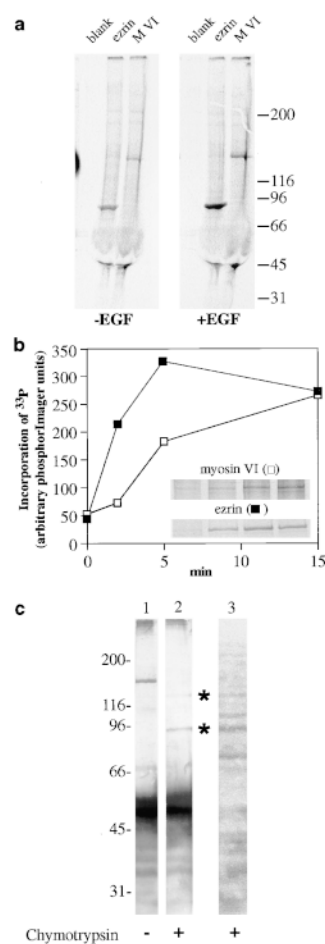 a
blank ezrin M VI blank ezrin M VI
–200
–116
–96
–66
–45
–31
-EGF +EGF
b
Incorporation of ³³P
(arbitrary phosphorImager units)
350
300
250
200
150
100
50
0
myosin VI (□)
ezrin (■)
0 5 10 15
min
c
1 2 3
200-
116-
96-
66-
45-
31-
*
*
Chymotrypsin - + +